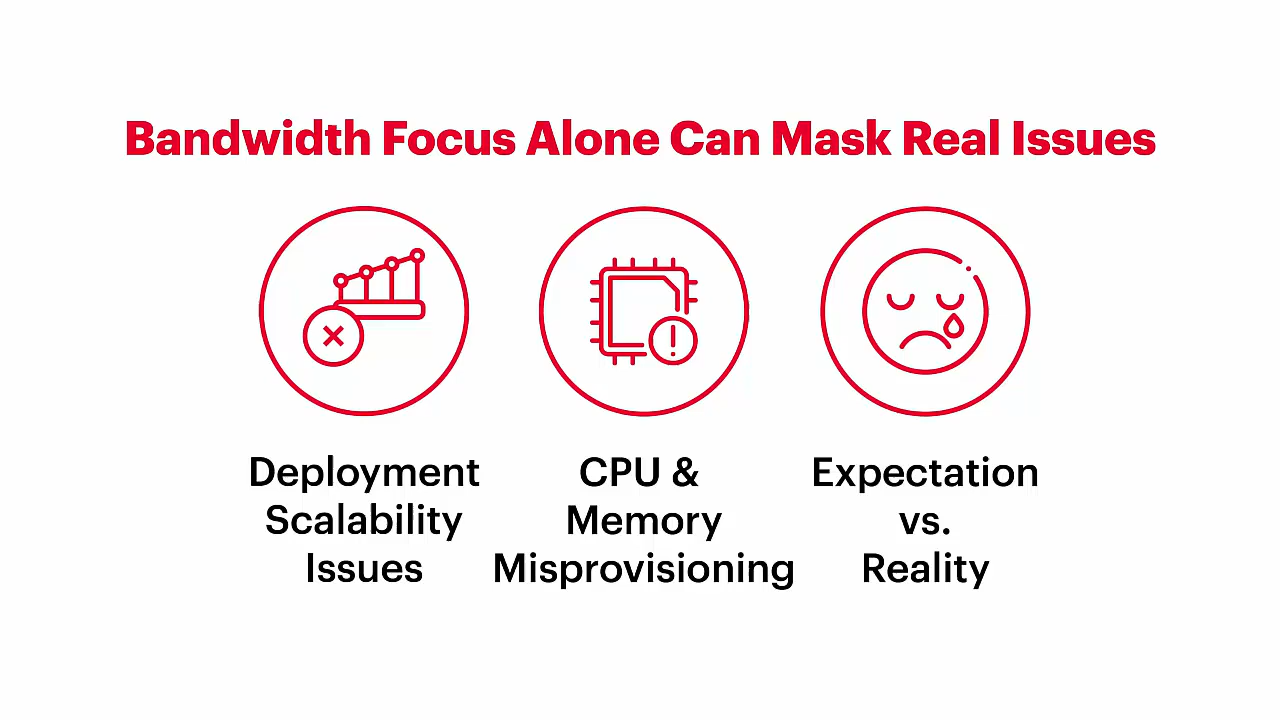 Bandwidth Focus Alone Can Mask Real Issues
Deployment
Scalability
Issues
CPU &
Memory
Misprovisioning
Expectation
vs.
Reality